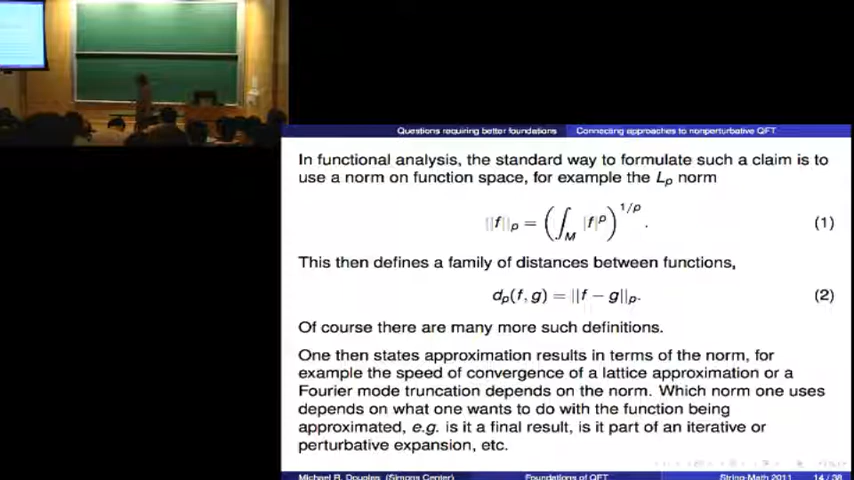 Questions requiring better foundations Connecting approaches to nonperturbative QFT
In functional analysis, the standard way to formulate such a claim is to
use a norm on function space, for example the Lₚ norm
||f||ₚ = (∫_M |f|ᵖ)^{1/p}. (1)
This then defines a family of distances between functions,
dₚ(f, g) = ||f − g||ₚ. (2)
Of course there are many more such definitions.
One then states approximation results in terms of the norm, for
example the speed of convergence of a lattice approximation or a
Fourier mode truncation depends on the norm. Which norm one uses
depends on what one wants to do with the function being
approximated, e.g. is it a final result, is it part of an iterative or
perturbative expansion, etc.
Michael R. Douglas (Simons Center) Foundations of QFT String-Math 2011 14 / 38